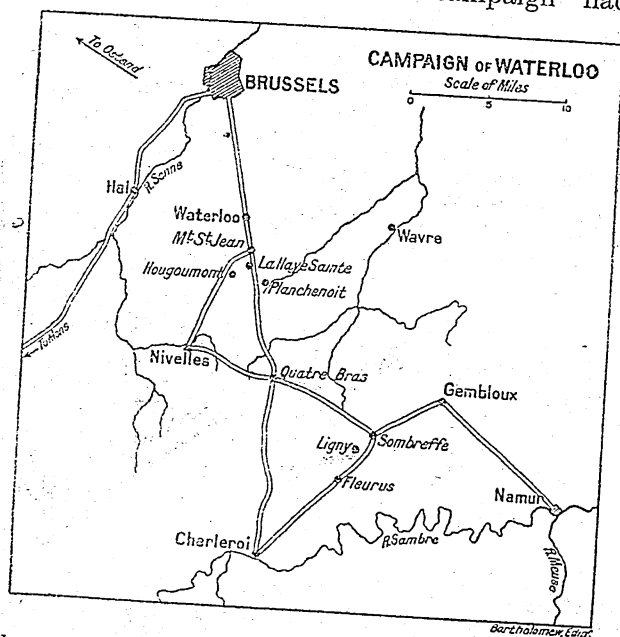 campaign had
To Ostend
CAMPAIGN OF WATERLOO
Scale of Miles
0 5 10
BRUSSELS
Hal
R. Senne
Waterloo
Mt. St. Jean
Wavre
La Haye Sainte
Hougoumont
Planchenoit
To Mons
Nivelles
Quatre Bras
Gembloux
Ligny
Sombreffe
Fleurus
Namur
Charleroi
R. Sambre
R. Meuse
Bartholomew, Edin.